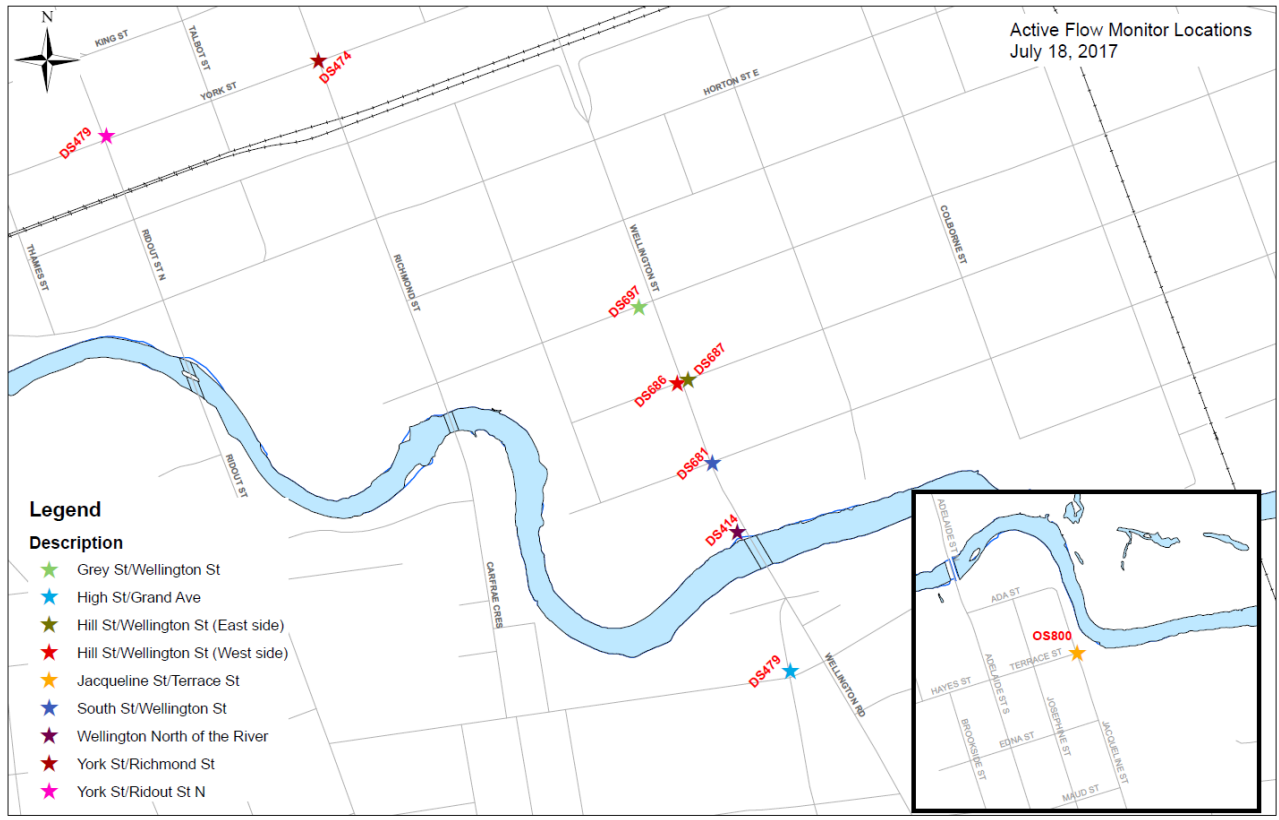 N
Active Flow Monitor Locations
July 18, 2017
KING ST
TALBOT ST
YORK ST
DS474
DS479
HORTON ST E
THAMES ST
RIDOUT ST N
RICHMOND ST
WELLINGTON ST
COLBORNE ST
DS697
DS687
DS686
DS681
DS414
RIDOUT ST
CARFRAE CRES
DS479
WELLINGTON RD
Legend
Description
Grey St/Wellington St
High St/Grand Ave
Hill St/Wellington St (East side)
Hill St/Wellington St (West side)
Jacqueline St/Terrace St
South St/Wellington St
Wellington North of the River
York St/Richmond St
York St/Ridout St N
ADELAIDE ST
ADA ST
OS800
TERRACE ST
HAYES ST
ADELAIDE ST S
BROOKSIDE ST
JOSEPHINE ST
JACQUELINE ST
EDNA ST
MAUD ST